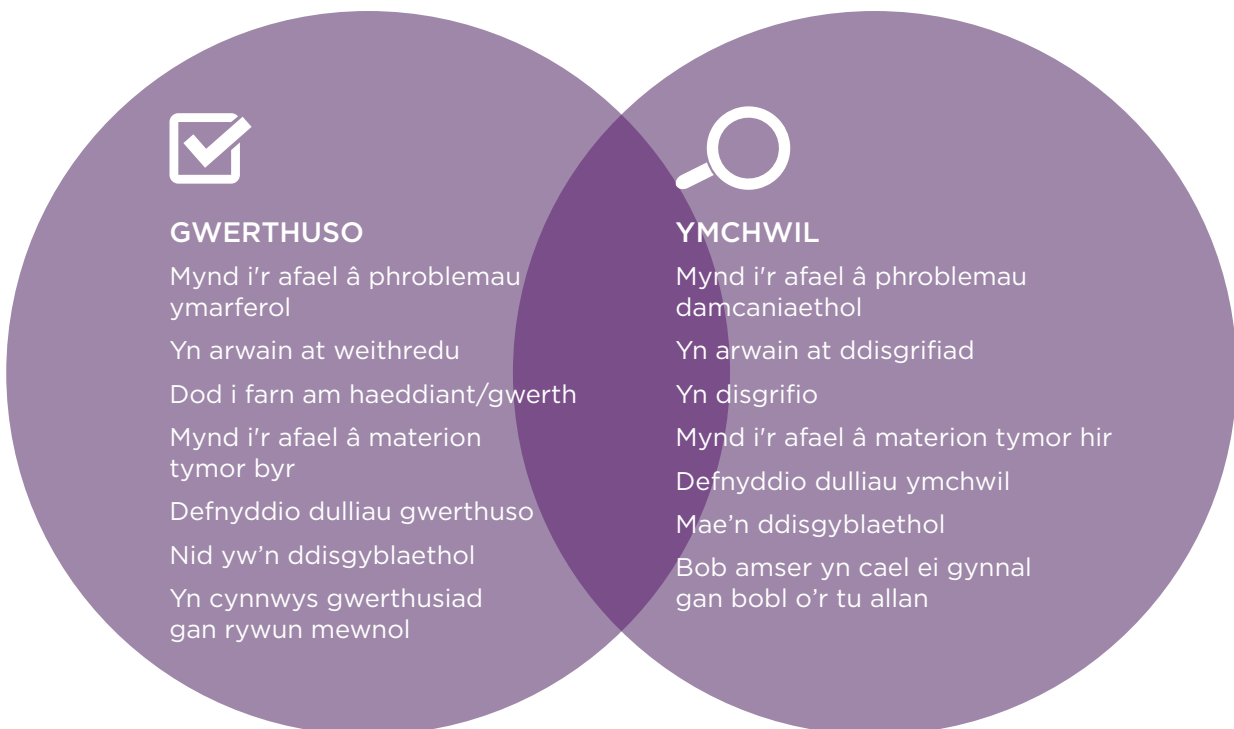 GWERTHUSO
Mynd i'r afael â phroblemau
ymarferol
Yn arwain at weithredu
Dod i farn am haeddiant/gwerth
Mynd i'r afael â materion
tymor byr
Defnyddio dulliau gwerthuso
Nid yw’n ddisgyblaethol
Yn cynnwys gwerthusiad
gan rywun mewnol
YMCHWIL
Mynd i'r afael â phroblemau
damcaniaethol
Yn arwain at ddisgrifiad
Yn disgrifio
Mynd i'r afael â materion tymor hir
Defnyddio dulliau ymchwil
Mae’n ddisgyblaethol
Bob amser yn cael ei gynnal
gan bobl o’r tu allan